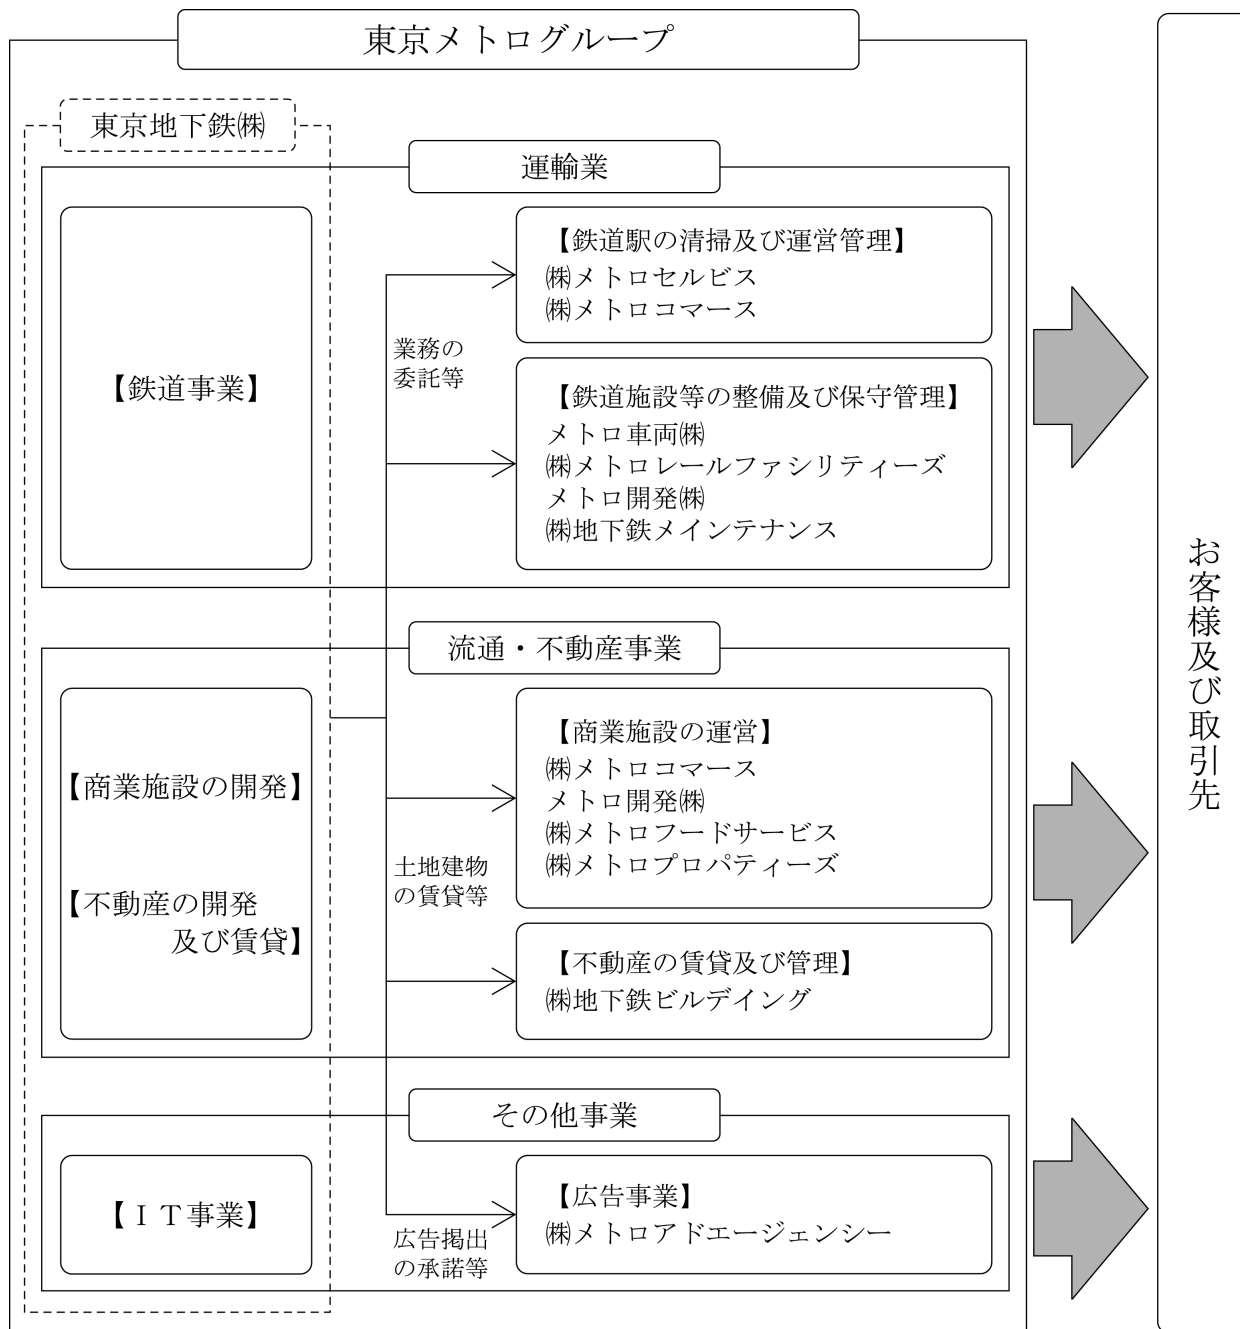 東京メトログループ
東京地下鉄㈱
運輸業
【鉄道事業】
業務の
委託等
【鉄道駅の清掃及び運営管理】
㈱メトロセルビス
㈱メトロコマース
【鉄道施設等の整備及び保守管理】
メトロ車両㈱
㈱メトロレールファシリティーズ
メトロ開発㈱
㈱地下鉄メインテナンス
流通・不動産事業
【商業施設の開発】
【不動産の開発
及び賃貸】
土地建物
の賃貸等
【商業施設の運営】
㈱メトロコマース
メトロ開発㈱
㈱メトロフードサービス
㈱メトロプロパティーズ
【不動産の賃貸及び管理】
㈱地下鉄ビルデイング
その他事業
【ＩＴ事業】
広告掲出
の承諾等
【広告事業】
㈱メトロアドエージェンシー
お客様及び取引先